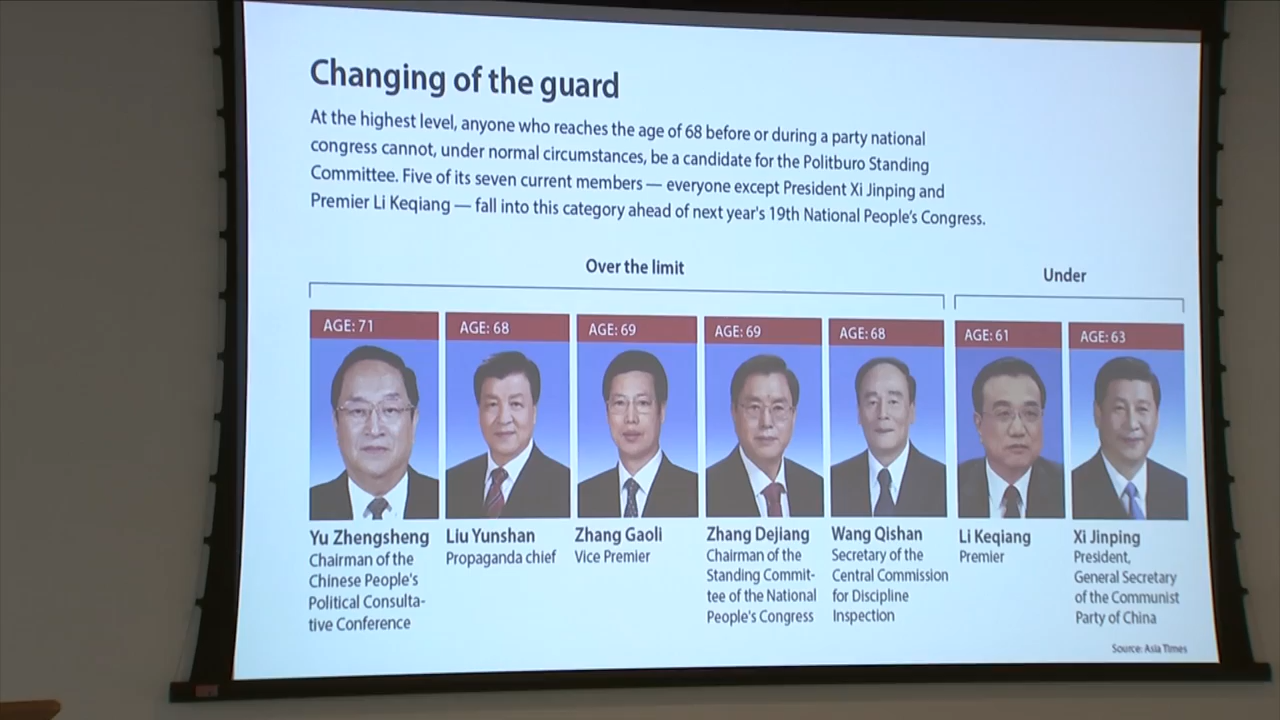 Changing of the guard
At the highest level, anyone who reaches the age of 68 before or during a party national
congress cannot, under normal circumstances, be a candidate for the Politburo Standing
Committee. Five of its seven current members — everyone except President Xi Jinping and
Premier Li Keqiang — fall into this category ahead of next year's 19th National People's Congress.
Over the limit
Under
AGE: 71
AGE: 68
AGE: 69
AGE: 69
AGE: 68
AGE: 61
AGE: 63
Yu Zhengsheng
Chairman of the
Chinese People's
Political Consulta-
tive Conference
Liu Yunshan
Propaganda chief
Zhang Gaoli
Vice Premier
Zhang Dejiang
Chairman of the
Standing Commit-
tee of the National
People's Congress
Wang Qishan
Secretary of the
Central Commission
for Discipline
Inspection
Li Keqiang
Premier
Xi Jinping
President,
General Secretary
of the Communist
Party of China
Source: Asia Times